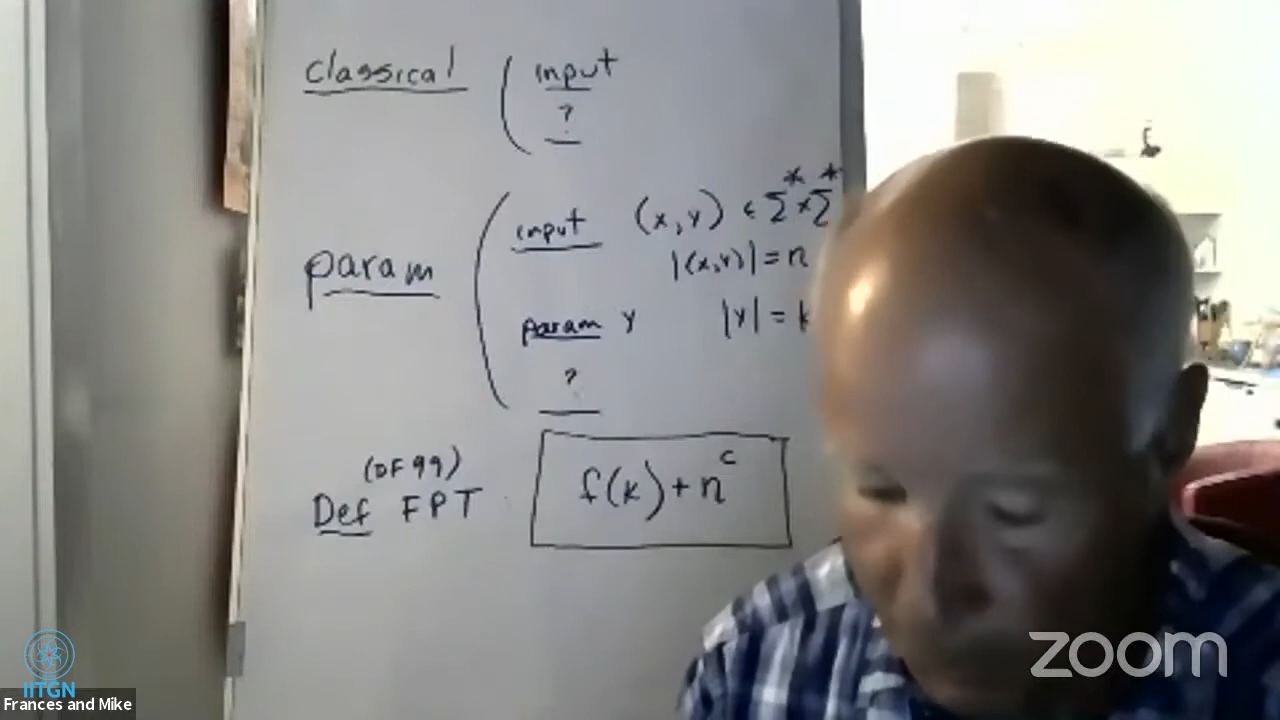 classical ( input
?
param ( input (x,y) ∈ Σ* × Σ*
|(x,y)| = n
param y |y| = k
?
(DF99)
Def FPT f(k) + n^c
zoom
IITGN
Frances and Mike